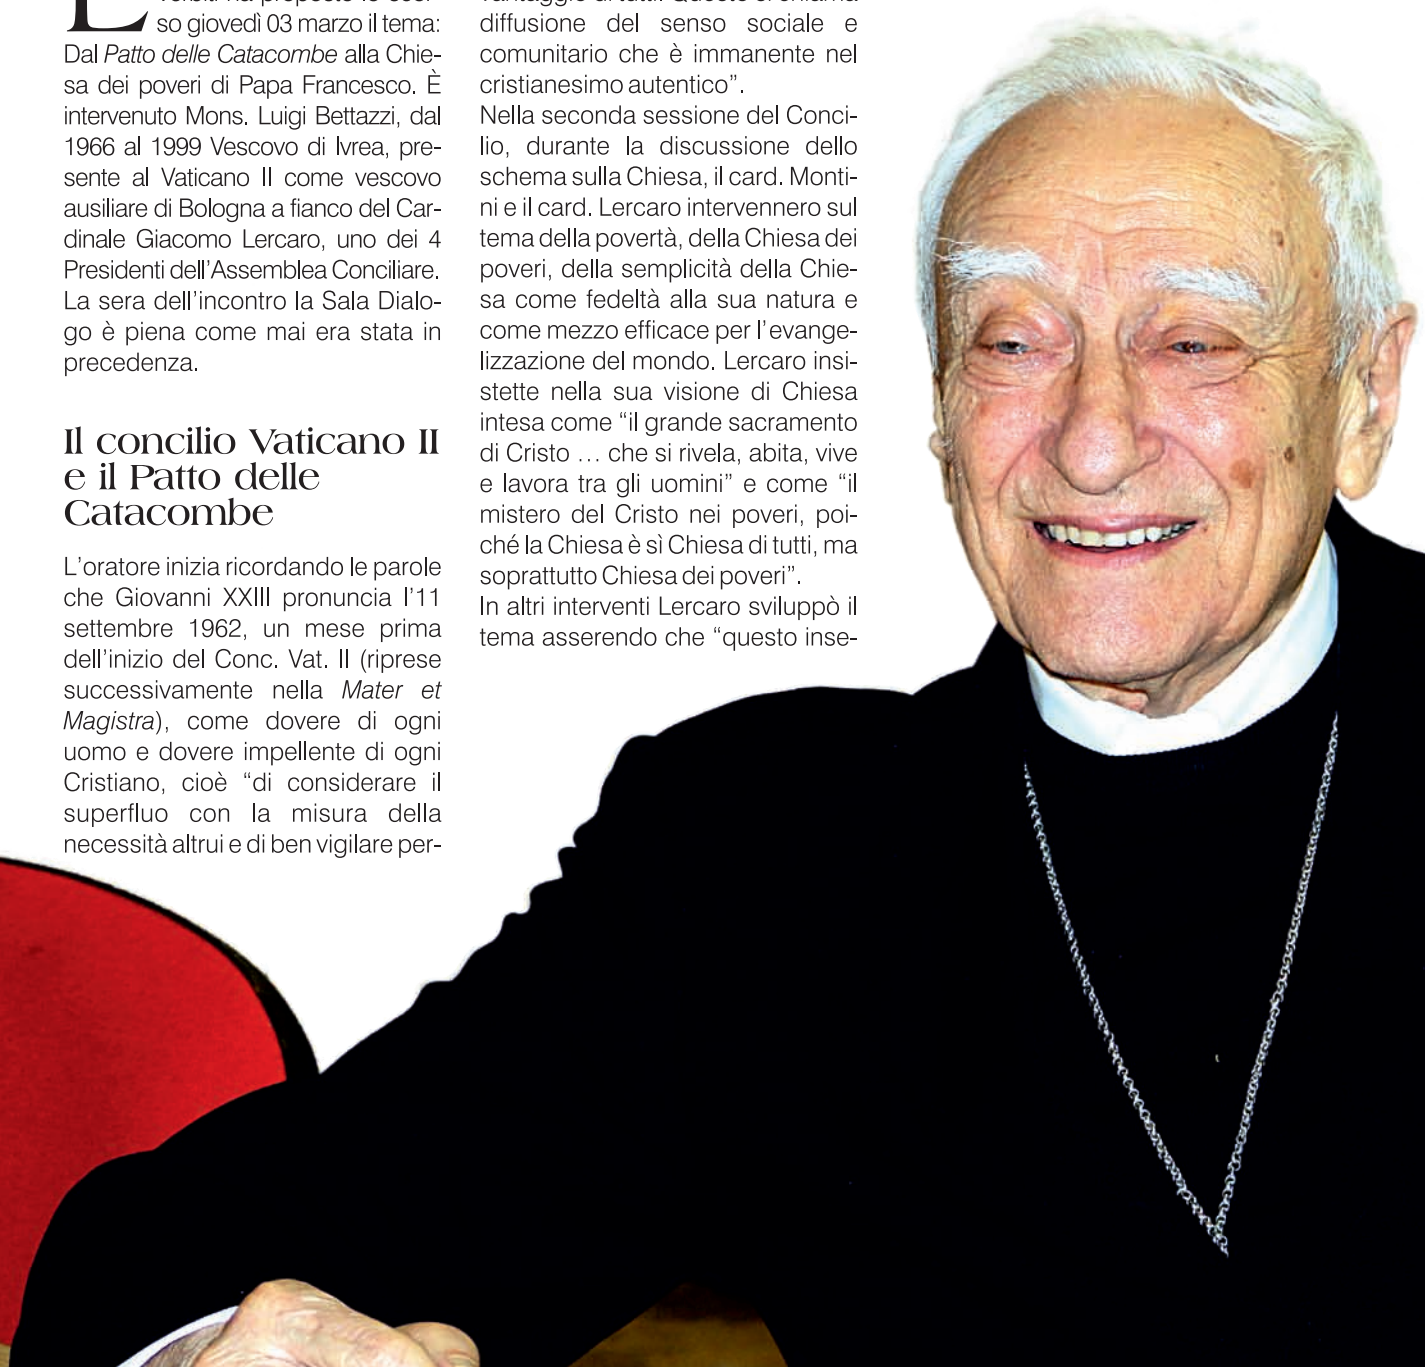 so giovedì 03 marzo il tema:
Dal Patto delle Catacombe alla Chie-
sa dei poveri di Papa Francesco. È
intervenuto Mons. Luigi Bettazzi, dal
1966 al 1999 Vescovo di Ivrea, pre-
sente al Vaticano II come vescovo
ausiliare di Bologna a fianco del Car-
dinale Giacomo Lercaro, uno dei 4
Presidenti dell'Assemblea Conciliare.
La sera dell'incontro la Sala Dialo-
go è piena come mai era stata in
precedenza.
Il concilio Vaticano II
e il Patto delle
Catacombe
L'oratore inizia ricordando le parole
che Giovanni XXIII pronuncia l'11
settembre 1962, un mese prima
dell'inizio del Conc. Vat. II (riprese
successivamente nella Mater et
Magistra), come dovere di ogni
uomo e dovere impellente di ogni
Cristiano, cioè “di considerare il
superfluo con la misura della
necessità altrui e di ben vigilare per-
diffusione del senso sociale e
comunitario che è immanente nel
cristianesimo autentico”.
Nella seconda sessione del Conci-
lio, durante la discussione dello
schema sulla Chiesa, il card. Monti-
ni e il card. Lercaro intervennero sul
tema della povertà, della Chiesa dei
poveri, della semplicità della Chie-
sa come fedeltà alla sua natura e
come mezzo efficace per l'evange-
lizzazione del mondo. Lercaro insi-
stette nella sua visione di Chiesa
intesa come “il grande sacramento
di Cristo … che si rivela, abita, vive
e lavora tra gli uomini” e come “il
mistero del Cristo nei poveri, poi-
ché la Chiesa è sì Chiesa di tutti, ma
soprattutto Chiesa dei poveri”.
In altri interventi Lercaro sviluppò il
tema asserendo che “questo inse-